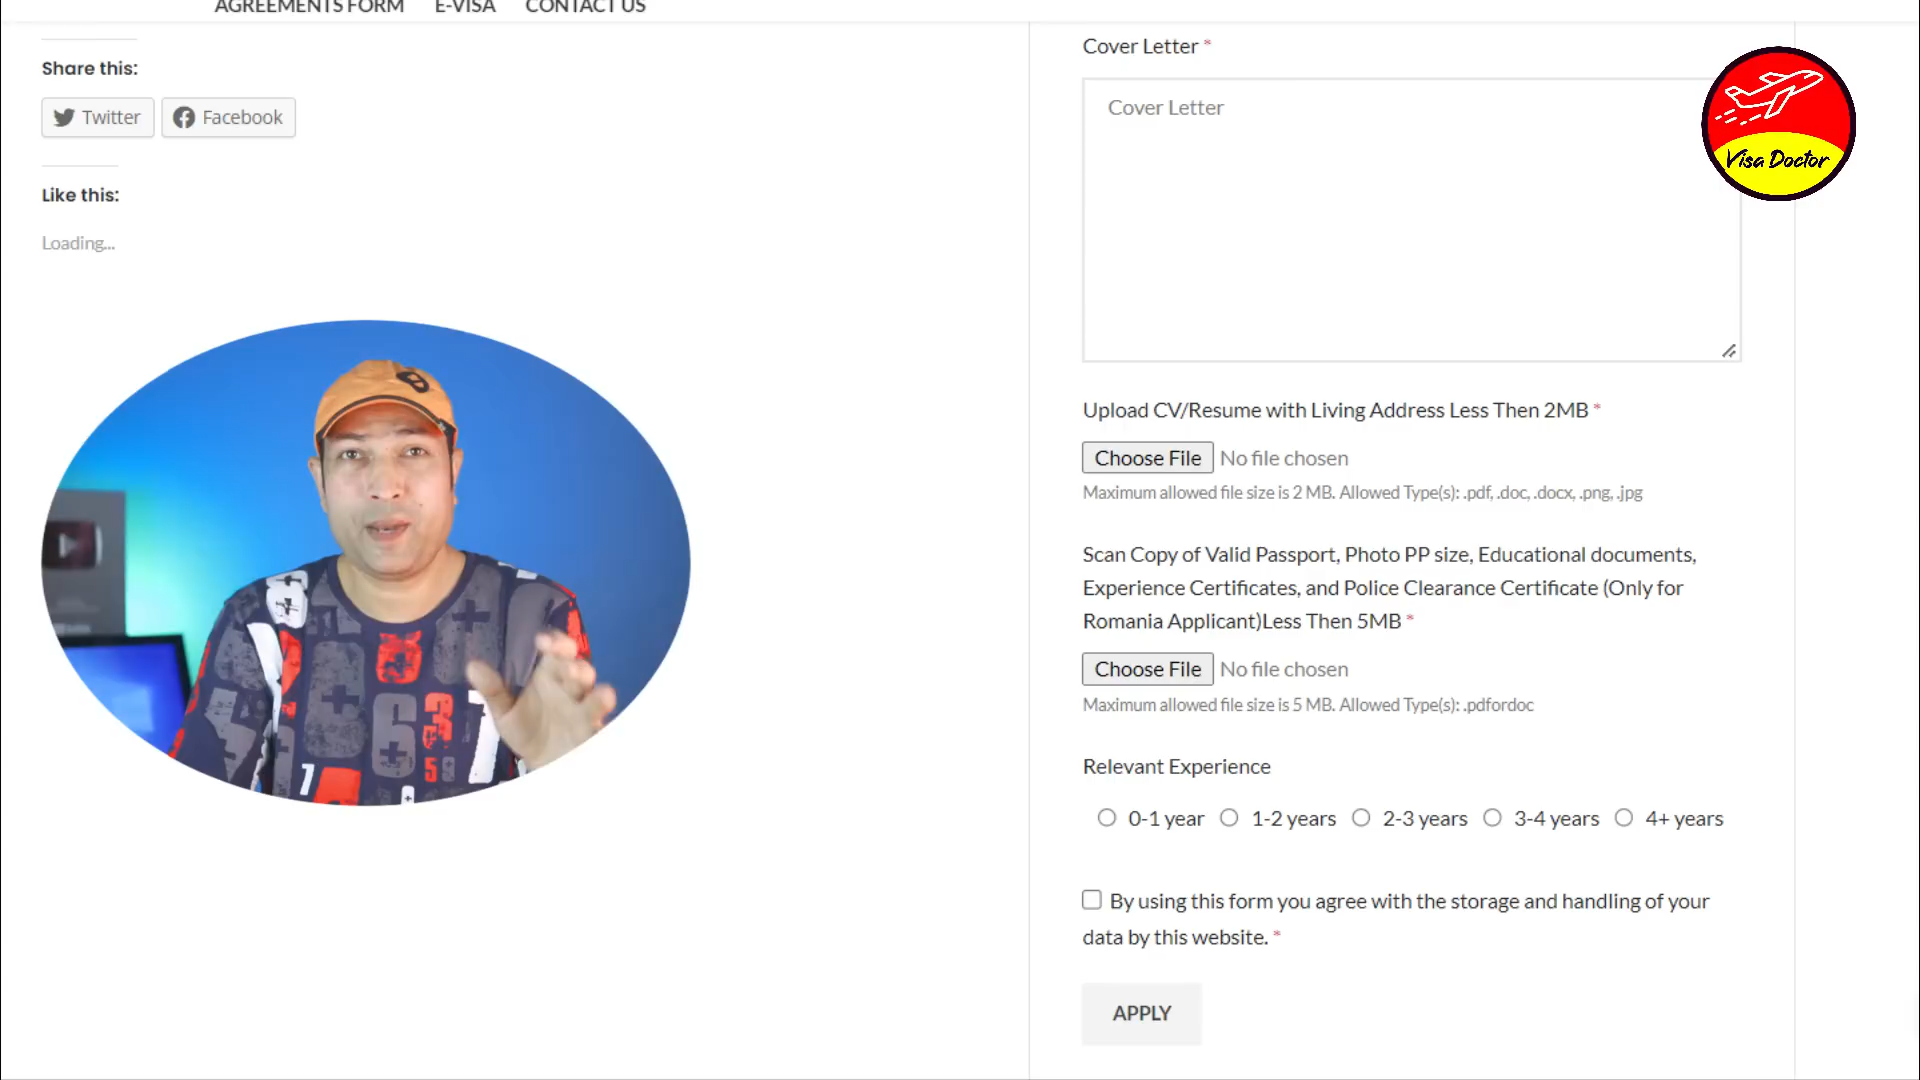 AGREEMENTS FORM E-VISA CONTACT US
Share this:
Twitter Facebook
Like this:
Loading...
Cover Letter *
Cover Letter
Visa Doctor
Upload CV/Resume with Living Address Less Then 2MB *
Choose File No file chosen
Maximum allowed file size is 2 MB. Allowed Type(s): .pdf, .doc, .docx, .png, .jpg
Scan Copy of Valid Passport, Photo PP size, Educational documents,
Experience Certificates, and Police Clearance Certificate (Only for
Romania Applicant)Less Then 5MB *
Choose File No file chosen
Maximum allowed file size is 5 MB. Allowed Type(s): .pdfordoc
Relevant Experience
0-1 year 1-2 years 2-3 years 3-4 years 4+ years
By using this form you agree with the storage and handling of your
data by this website. *
APPLY
63
7
5